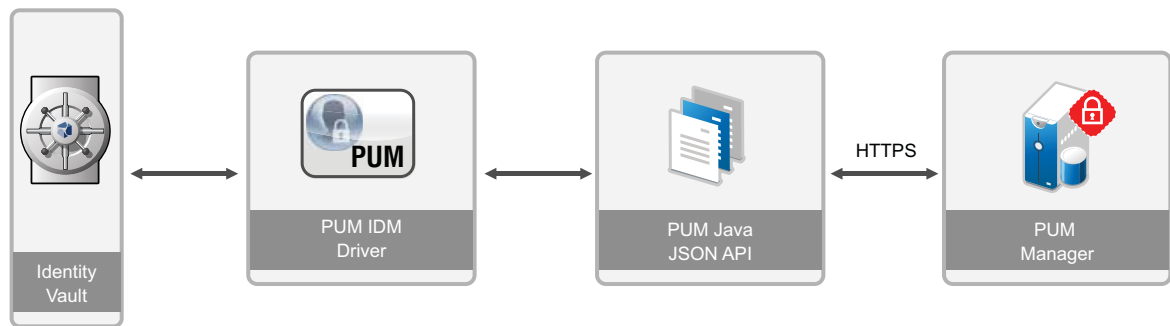 Identity
Vault
PUM
PUM IDM
Driver
PUM Java
JSON API
HTTPS
PUM
Manager